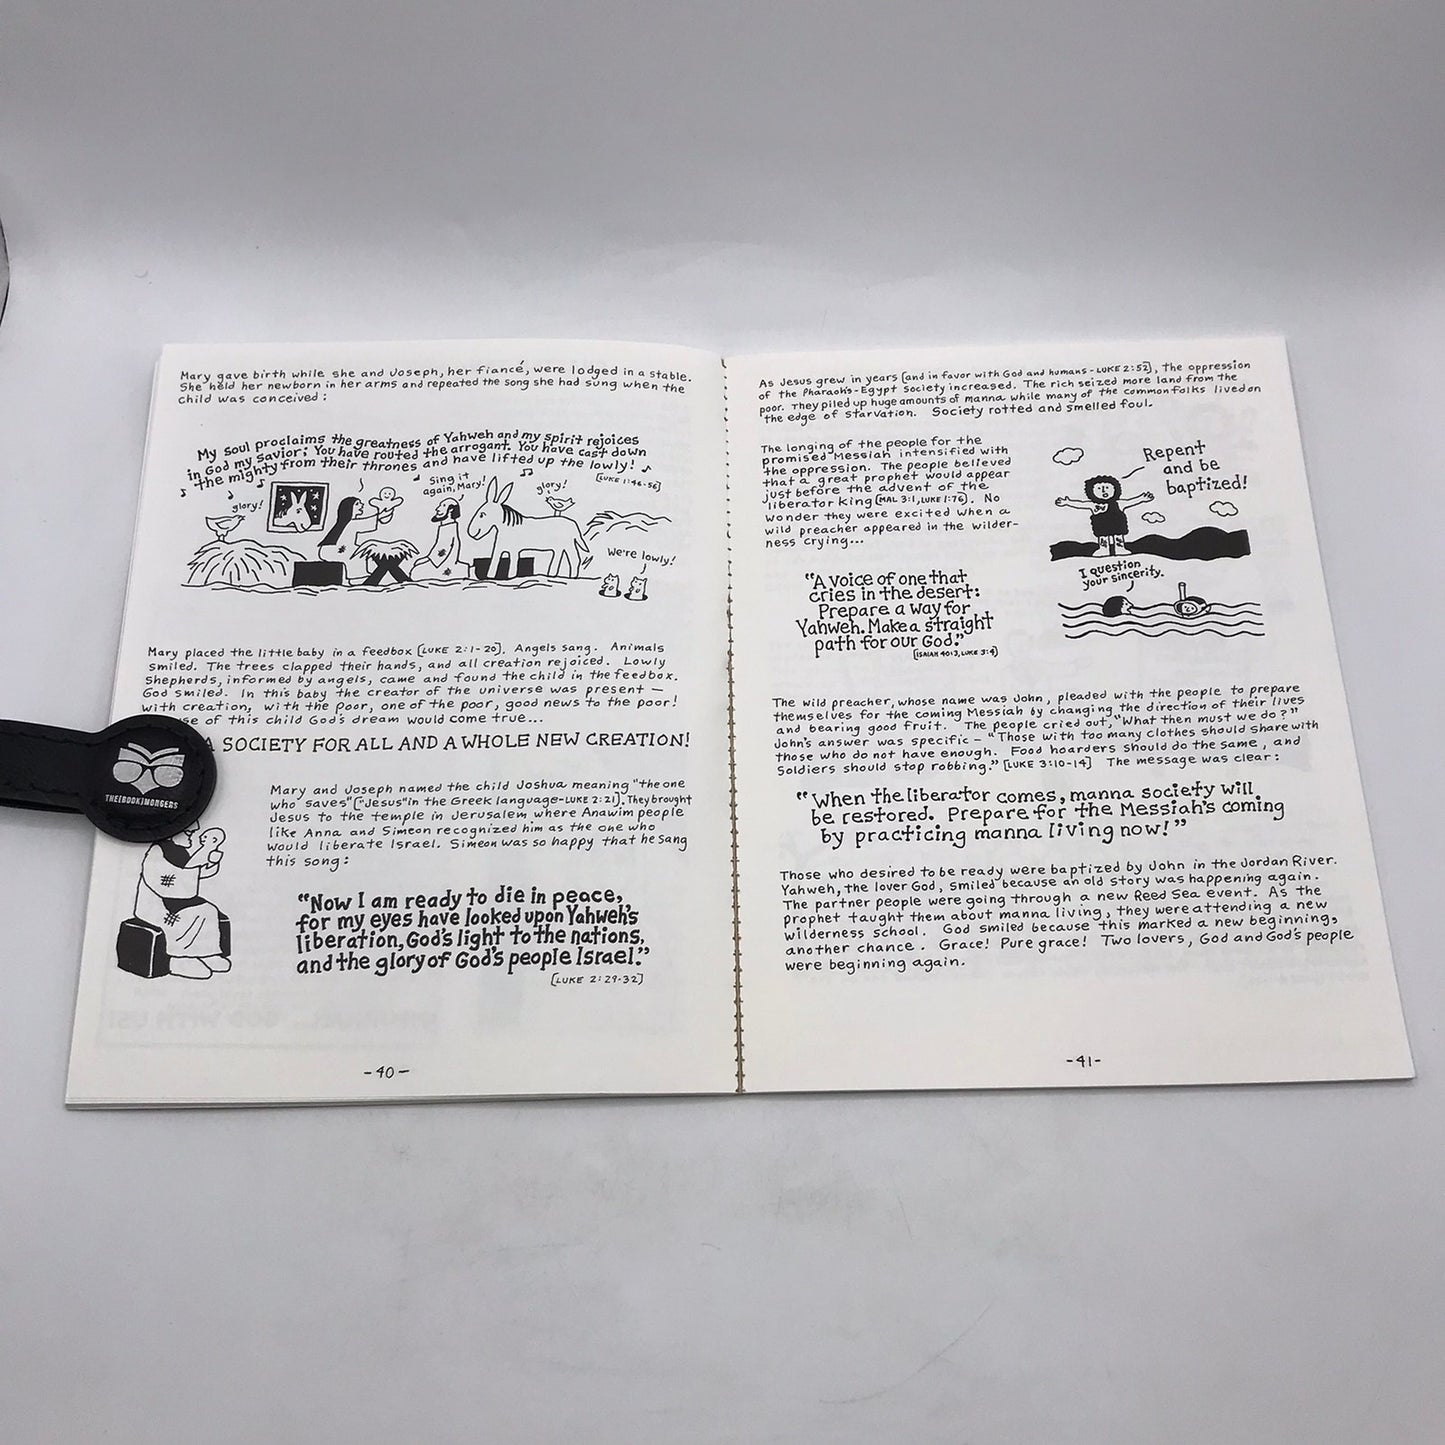 Mary gave birth while she and Joseph, her fiancé, were lodged in a stable.
She held her newborn in her arms and repeated the song she had sung when the
child was conceived:
My soul proclaims the greatness of Yahweh and my spirit rejoices
in God my savior; You have routed the arrogant. You have cast down
the mighty from their thrones and have lifted up the lowly!
[LUKE 1:46-56]
glory!
Sing it
again, Mary!
glory!
We're lowly!
Mary placed the little baby in a feedbox [LUKE 2:1-20]. Angels sang. Animals
smiled. The trees clapped their hands, and all creation rejoiced. Lowly
Shepherds, informed by angels, came and found the child in the feedbox.
God smiled. In this baby the creator of the universe was present —
with creation, with the poor, one of the poor, good news to the poor!
se of this child God's dream would come true...
A SOCIETY FOR ALL AND A WHOLE NEW CREATION!
THE[BOOK]MONGERS
Mary and Joseph named the child Joshua meaning "the one
who saves" ["Jesus" in the Greek language-LUKE 2:21]. They brought
Jesus to the temple in Jerusalem where Anawim people
like Anna and Simeon recognized him as the one who
would liberate Israel. Simeon was so happy that he sang
this song:
"Now I am ready to die in peace,
for my eyes have looked upon Yahweh's
liberation, God's light to the nations,
and the glory of God's people Israel."
[LUKE 2:29-32]
-40-
As Jesus grew in years [and in favor with God and humans-LUKE 2:52], the oppression
of the Pharaoh's-Egypt Society increased. The rich seized more land from the
poor. They piled up huge amounts of manna while many of the common folks lived on
the edge of starvation. Society rotted and smelled foul.
The longing of the people for the
promised Messiah intensified with
the oppression. The people believed
that a great prophet would appear
just before the advent of the
liberator king [MAL 3:1, LUKE 1:76]. No
wonder they were excited when a
wild preacher appeared in the wilder-
ness crying...
Repent
and be
baptized!
I question
your sincerity.
"A voice of one that
cries in the desert:
Prepare a way for
Yahweh. Make a straight
path for our God."
[ISAIAH 40:3, LUKE 3:4]
The wild preacher, whose name was John, pleaded with the people to prepare
themselves for the coming Messiah by changing the direction of their lives
and bearing good fruit. The people cried out, "What then must we do?"
John's answer was specific — "Those with too many clothes should share with
those who do not have enough. Food hoarders should do the same, and
Soldiers should stop robbing." [LUKE 3:10-14] The message was clear:
"When the liberator comes, manna society will
be restored. Prepare for the Messiah's coming
by practicing manna living now!"
Those who desired to be ready were baptized by John in the Jordan River.
Yahweh, the lover God, smiled because an old story was happening again.
The partner people were going through a new Reed Sea event. As the
prophet taught them about manna living, they were attending a new
wilderness school. God smiled because this marked a new beginning,
another chance. Grace! Pure grace! Two lovers, God and God's people
were beginning again.
-41-